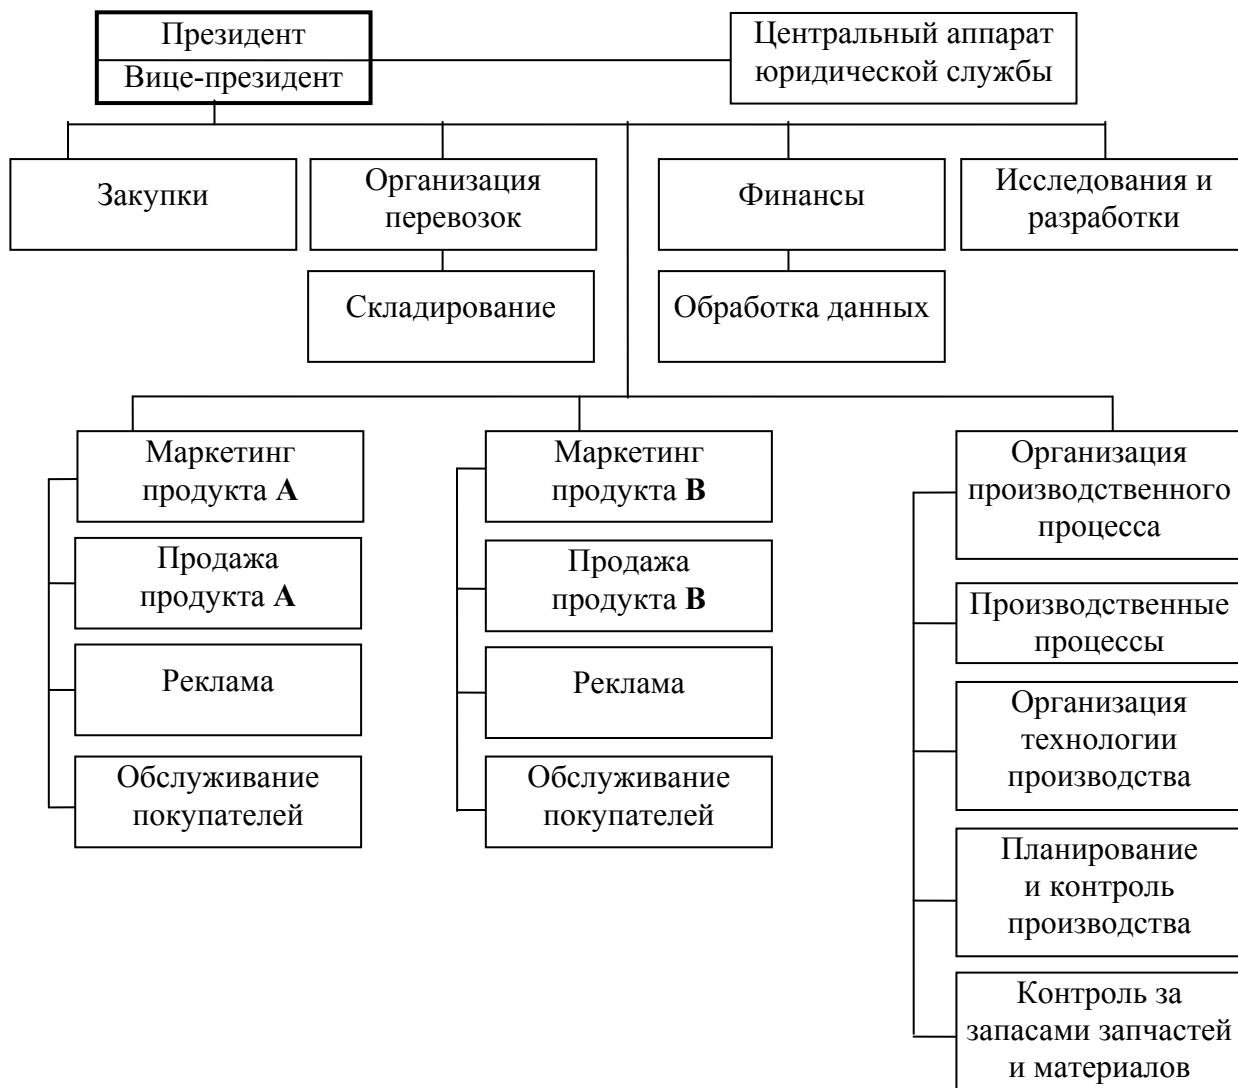 Президент
Вице-президент
Центральный аппарат
юридической службы
Закупки
Организация
перевозок
Финансы
Исследования и
разработки
Складирование
Обработка данных
Маркетинг
продукта А
Продажа
продукта А
Реклама
Обслуживание
покупателей
Маркетинг
продукта В
Продажа
продукта В
Реклама
Обслуживание
покупателей
Организация
производственного
процесса
Производственные
процессы
Организация
технологии
производства
Планирование
и контроль
производства
Контроль за
запасами запчастей
и материалов